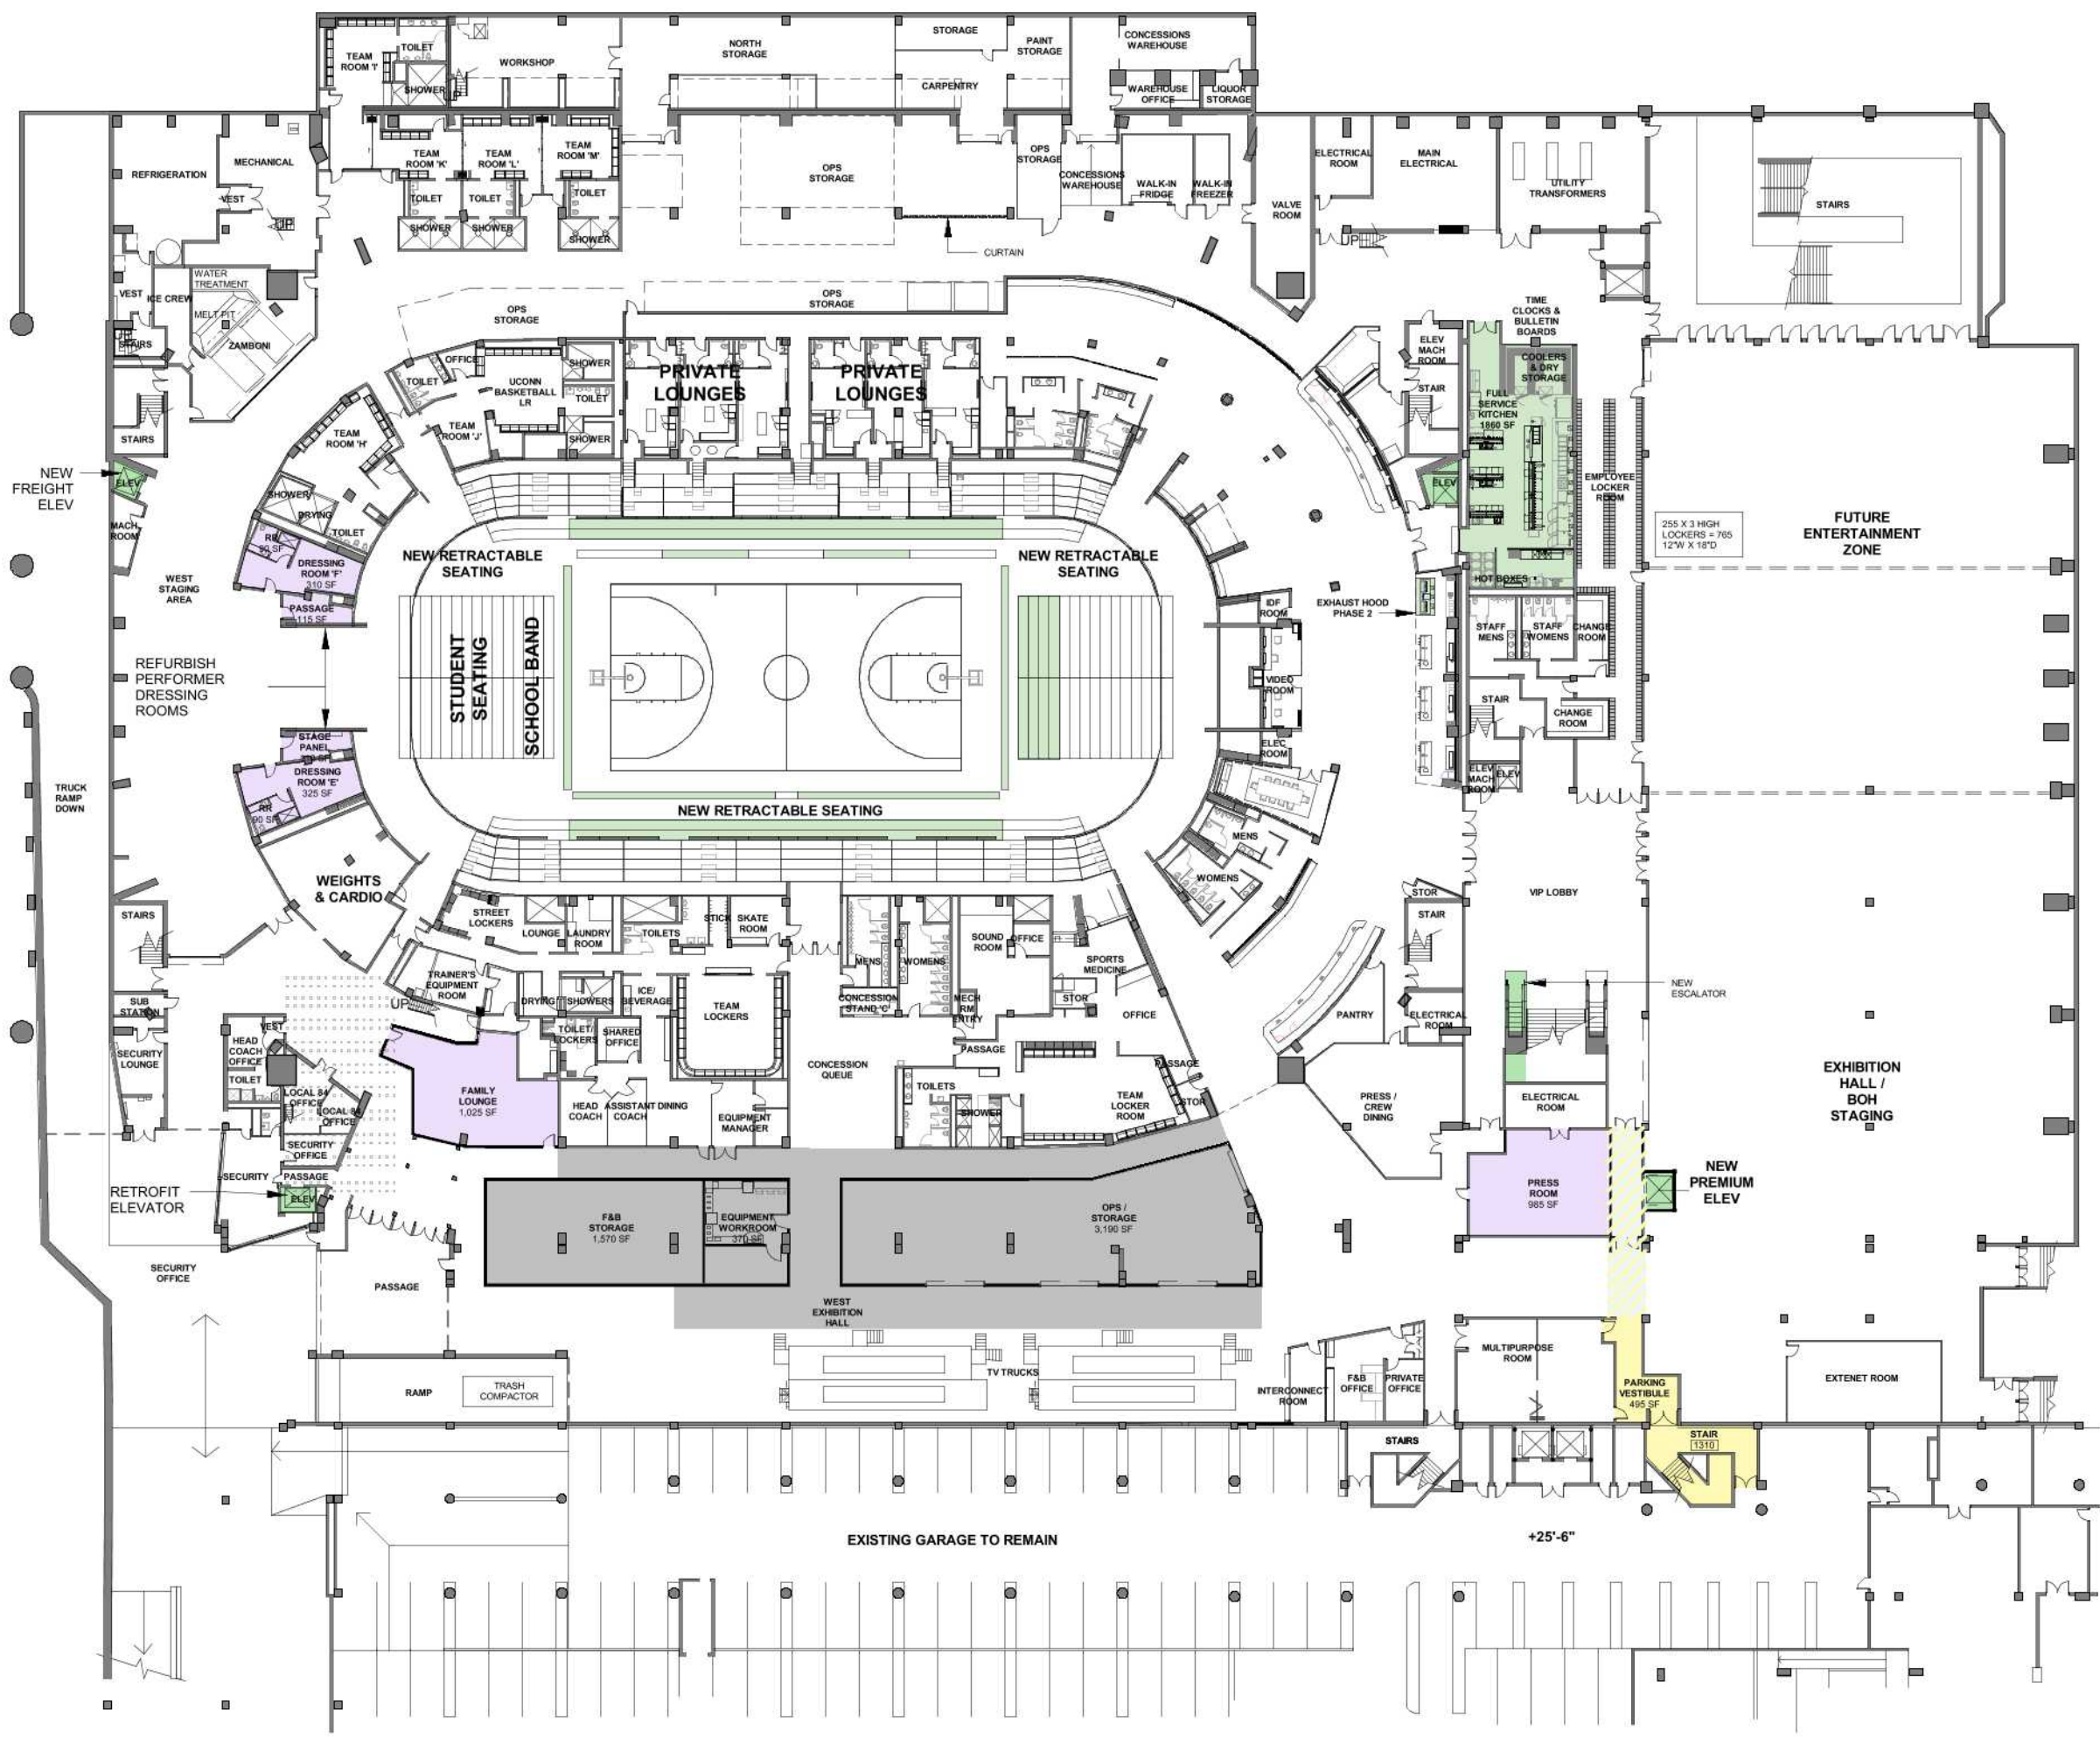 TEAM
ROOM 'I'
TOILET
SHOWER
WORKSHOP
NORTH
STORAGE
STORAGE
CARPENTRY
PAINT
STORAGE
CONCESSIONS
WAREHOUSE
WAREHOUSE
OFFICE
LIQUOR
STORAGE
REFRIGERATION
MECHANICAL
VEST
UP
TEAM
ROOM 'K'
TEAM
ROOM 'L'
TEAM
ROOM 'M'
TOILET
TOILET
TOILET
SHOWER
SHOWER
SHOWER
OPS
STORAGE
OPS
STORAGE
CONCESSIONS
WAREHOUSE
WALK-IN
FRIDGE
WALK-IN
FREEZER
VALVE
ROOM
ELECTRICAL
ROOM
MAIN
ELECTRICAL
UTILITY
TRANSFORMERS
STAIRS
UP
CURTAIN
WATER
TREATMENT
VEST
ICE CREW
MELT PIT
ZAMBONI
UP
STAIRS
STAIRS
OPS
STORAGE
OPS
STORAGE
TIME
CLOCKS &
BULLETIN
BOARDS
ELEV
MACH
ROOM
STAIR
COOLERS
& DRY
STORAGE
FULL
SERVICE
KITCHEN
1860 SF
OFFICE
TOILET
UCONN
BASKETBALL
LR
SHOWER
TOILET
SHOWER
TEAM
ROOM 'J'
PRIVATE
LOUNGES
PRIVATE
LOUNGES
TEAM
ROOM 'H'
NEW
FREIGHT
ELEV
ELEV
MACH
ROOM
SHOWER
DRYING
TOILET
RR
90 SF
DRESSING
ROOM 'F'
310 SF
PASSAGE
115 SF
WEST
STAGING
AREA
NEW RETRACTABLE
SEATING
NEW RETRACTABLE
SEATING
ELEV
EMPLOYEE
LOCKER
ROOM
255 X 3 HIGH
LOCKERS = 765
12"W X 18"D
FUTURE
ENTERTAINMENT
ZONE
HOT BOXES
EXHAUST HOOD
PHASE 2
IDF
ROOM
VIDEO
ROOM
ELEC
ROOM
STAFF
MENS
STAFF
WOMENS
CHANGE
ROOM
STAIR
CHANGE
ROOM
ELEV
MACH
ROOM
ELEV
STUDENT
SEATING
SCHOOL BAND
REFURBISH
PERFORMER
DRESSING
ROOMS
STAGE
PANEL
DRESSING
ROOM 'E'
325 SF
RR
90 SF
NEW RETRACTABLE SEATING
TRUCK
RAMP
DOWN
WEIGHTS
& CARDIO
MENS
WOMENS
STOR
STAIR
VIP LOBBY
STAIRS
STREET
LOCKERS
LOUNGE
LAUNDRY
ROOM
TOILETS
STICK
SKATE
ROOM
MENS
WOMENS
SOUND
ROOM
OFFICE
SPORTS
MEDICINE
STOR
OFFICE
TRAINER'S
EQUIPMENT
ROOM
UP
DRYING
SHOWERS
ICE/
BEVERAGE
TEAM
LOCKERS
CONCESSION
STAND 'C'
MECH
RM
ENTRY
PASSAGE
PANTRY
ELECTRICAL
ROOM
NEW
ESCALATOR
SUB
STATION
SECURITY
LOUNGE
VEST
HEAD
COACH
OFFICE
TOILET
LOCAL 84
OFFICE
LOCAL 84
OFFICE
SECURITY
OFFICE
SECURITY
PASSAGE
TOILET/
LOCKERS
SHARED
OFFICE
FAMILY
LOUNGE
1,025 SF
HEAD
COACH
ASSISTANT
COACH
DINING
EQUIPMENT
MANAGER
CONCESSION
QUEUE
TOILETS
SHOWER
TEAM
LOCKER
ROOM
PASSAGE
STOR
PRESS /
CREW
DINING
ELECTRICAL
ROOM
EXHIBITION
HALL /
BOH
STAGING
RETROFIT
ELEVATOR
ELEV
F&B
STORAGE
1,570 SF
EQUIPMENT
WORKROOM
370 SF
OPS /
STORAGE
3,190 SF
PRESS
ROOM
985 SF
NEW
PREMIUM
ELEV
SECURITY
OFFICE
PASSAGE
WEST
EXHIBITION
HALL
RAMP
TRASH
COMPACTOR
TV TRUCKS
INTERCONNECT
ROOM
F&B
OFFICE
PRIVATE
OFFICE
MULTIPURPOSE
ROOM
PARKING
VESTIBULE
495 SF
EXTENET ROOM
STAIRS
STAIR
1310
EXISTING GARAGE TO REMAIN
+25'-6"